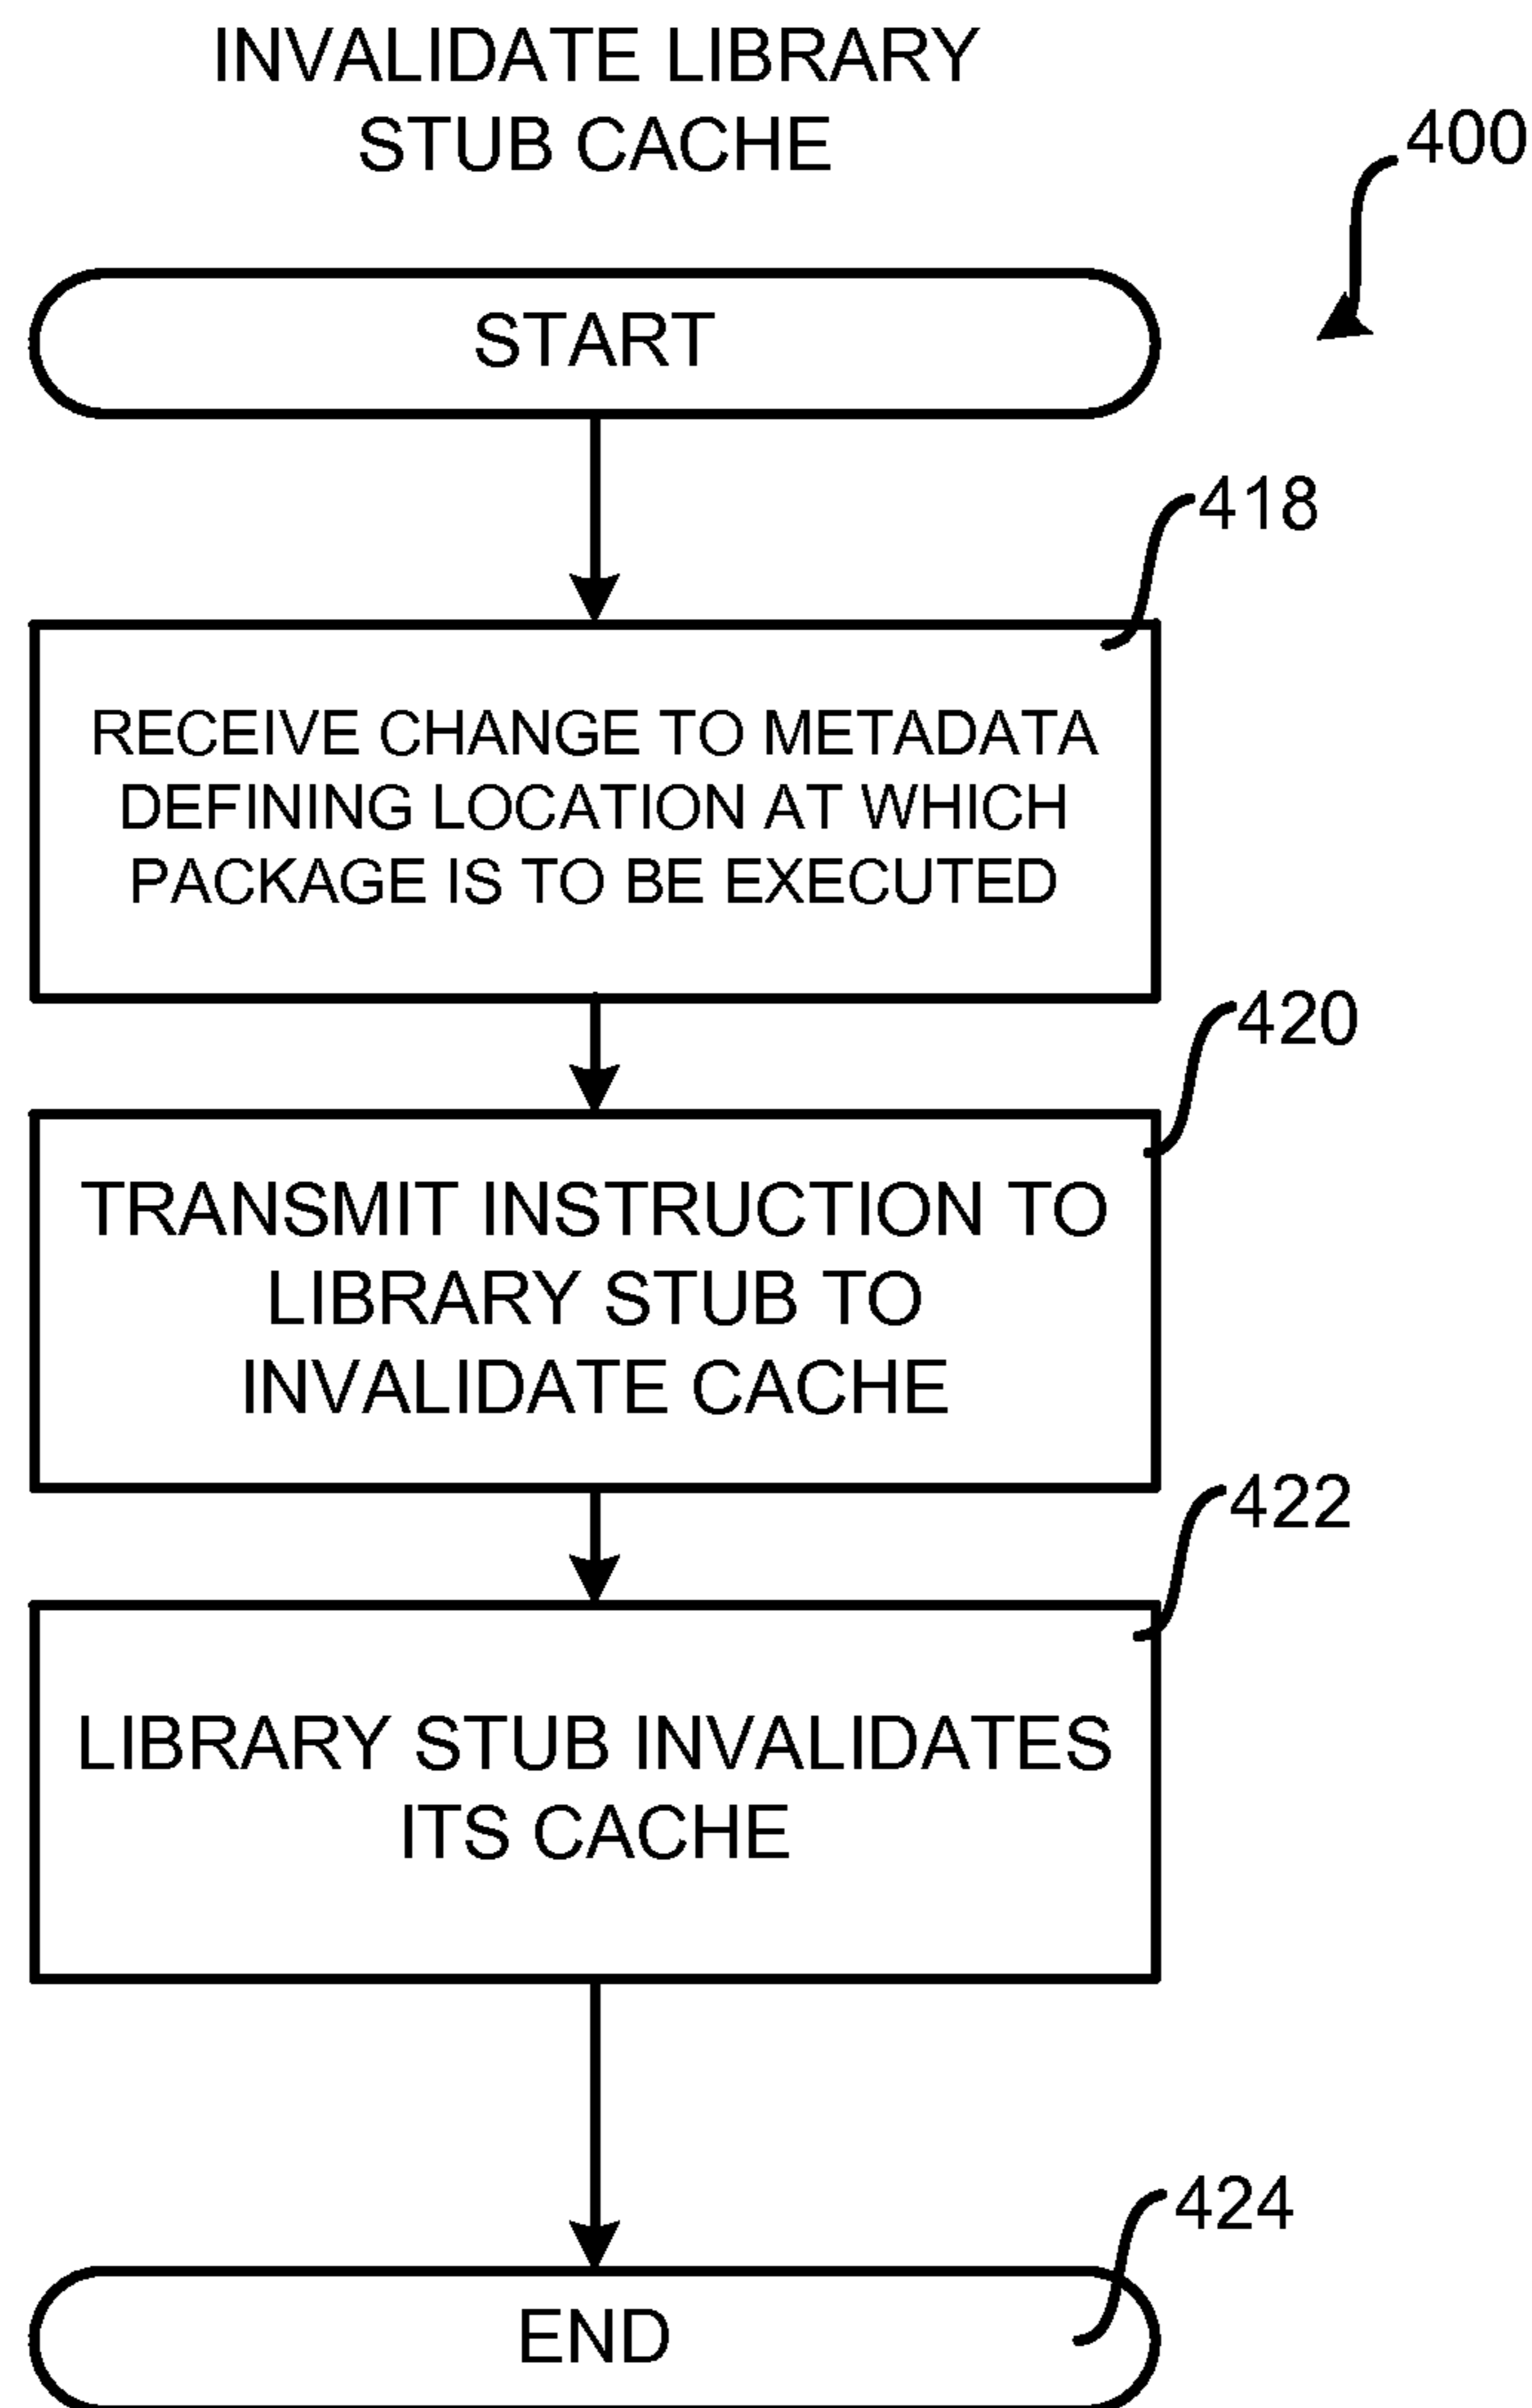 INVALIDATE LIBRARY
STUB CACHE
400
START
418
RECEIVE CHANGE TO METADATA
DEFINING LOCATION AT WHICH
PACKAGE IS TO BE EXECUTED
420
TRANSMIT INSTRUCTION TO
LIBRARY STUB TO
INVALIDATE CACHE
422
LIBRARY STUB INVALIDATES
ITS CACHE
424
END